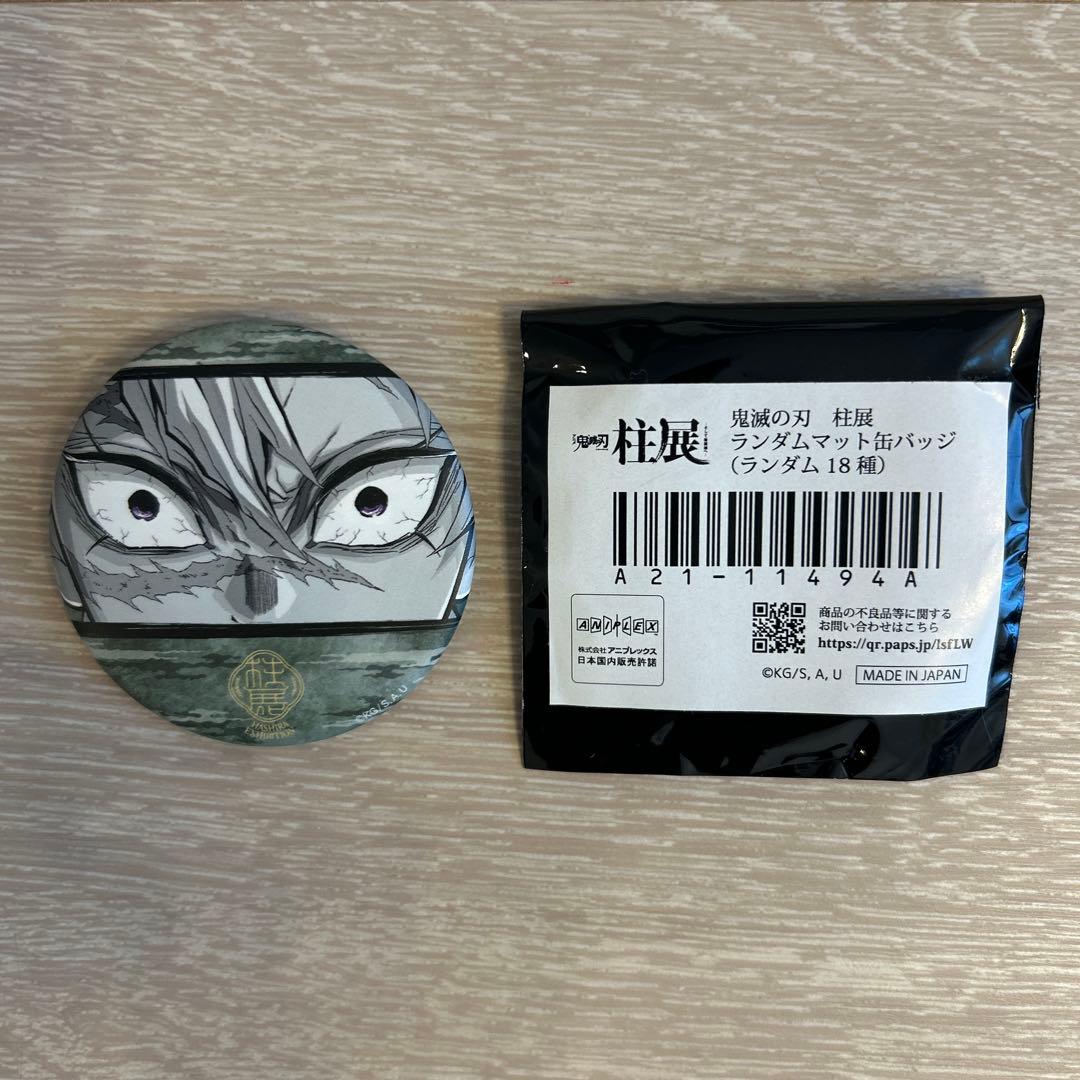 柱展
HASHIRA
EXHIBITION
©KG/S, A, U
鬼滅の刃
柱展
鬼滅の刃　柱展
ランダムマット缶バッジ
（ランダム 18 種）
A21-11494A
ANIPLEX
株式会社 アニプレックス
日本国内販売許諾
商品の不良品等に関する
お問い合わせはこちら
https://qr.paps.jp/lsfLW
©KG/S, A, U
MADE IN JAPAN